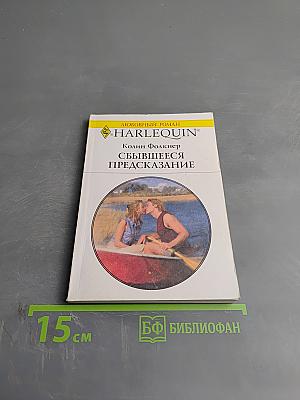 ЛЮБОВНЫЙ РОМАН
HARLEQUIN®
Колин Фолкнер
СБЫВШЕЕСЯ
ПРЕДСКАЗАНИЕ
15 см
БФ БИБЛИОФАН